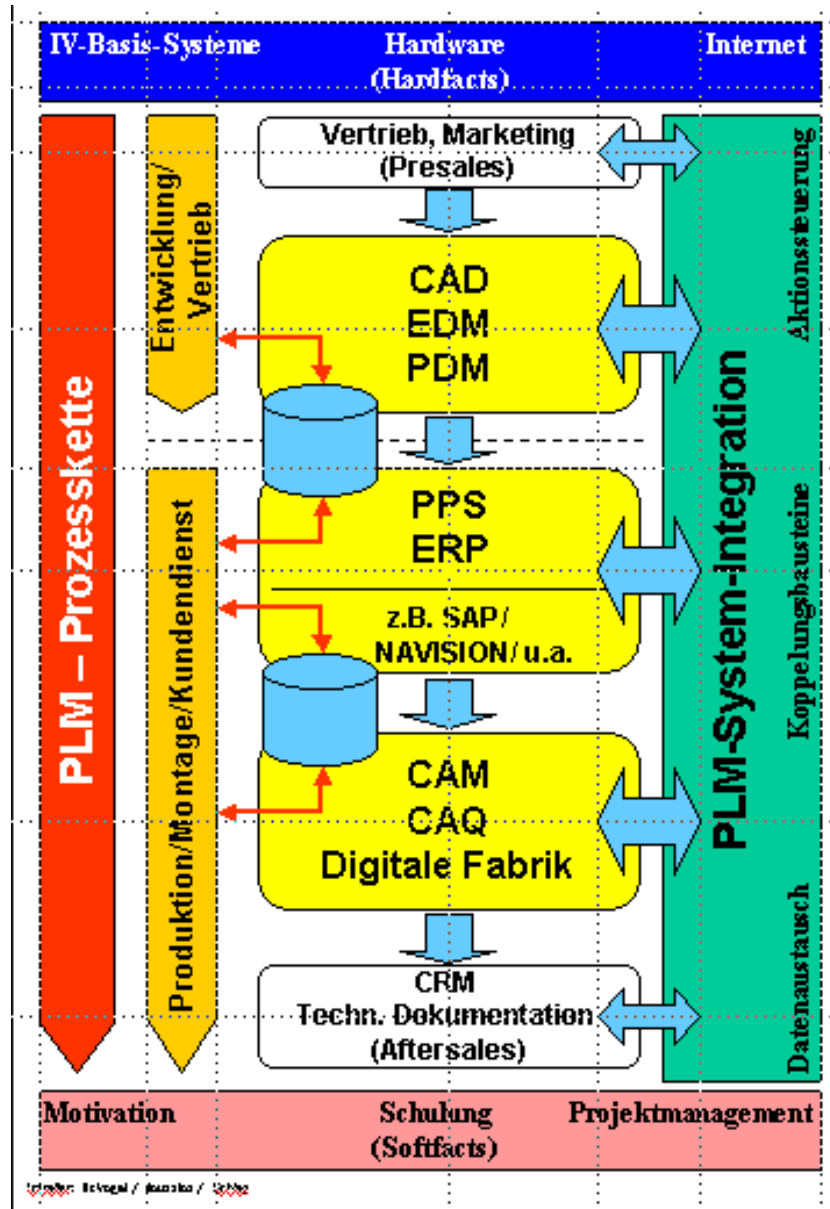 IV-Basis-Systeme Hardware Internet
(Hardfacts)
Vertrieb, Marketing
(Presales)
Entwicklung/
Vertrieb
CAD
EDM
PDM
Aktionssteuerung
PLM – Prozesskette
PPS
ERP
z.B. SAP/
NAVISION/ u.a.
PLM-System-Integration
Koppelungsbausteine
Produktion/Montage/Kundendienst
CAM
CAQ
Digitale Fabrik
CRM
Techn. Dokumentation
(Aftersales)
Datenaustausch
Motivation Schulung Projektmanagement
(Softfacts)